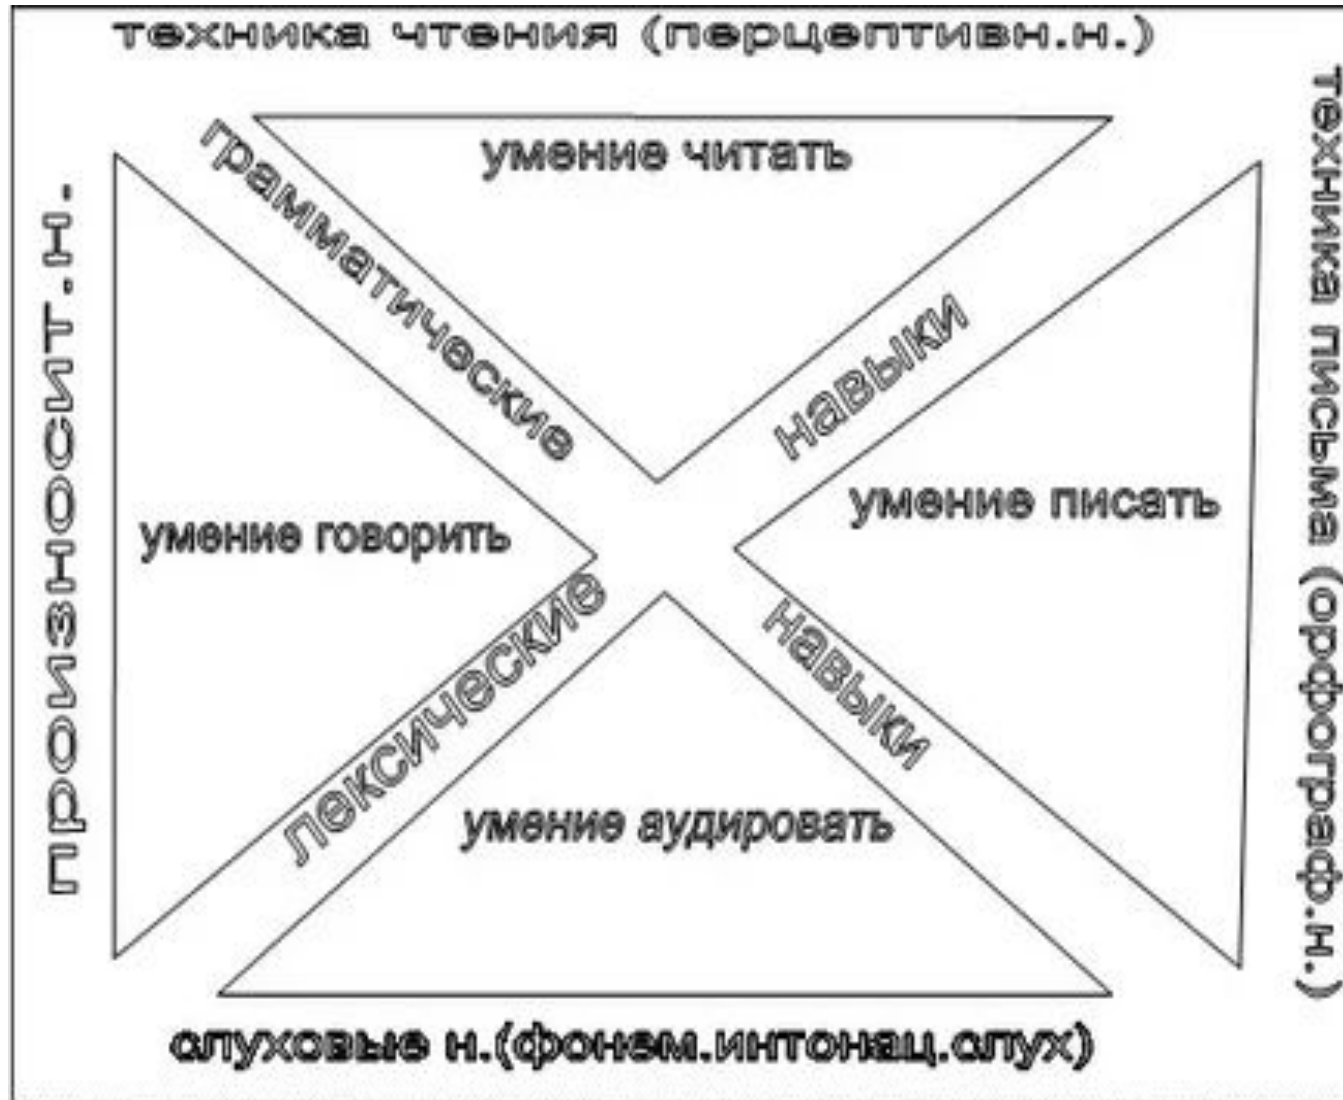 техника чтения (перцептивн.н.)
умение читать
грамматические
навыки
произносит.н.
техника письма (орфограф.н.)
умение говорить
умение писать
лексические
навыки
умение аудировать
слуховые н.(фонем.интонац.слух)